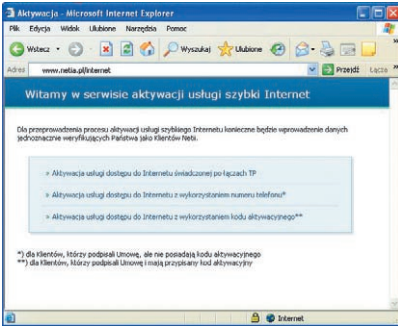 Aktywacja - Microsoft Internet Explorer
Plik Edycja Widok Ulubione Narzędzia Pomoc
Wstecz Wyszukaj Ulubione
Adres www.netia.pl/internet Przejdź Łącza
Witamy w serwisie aktywacji usługi szybki Internet
Dla przeprowadzenia procesu aktywacji usługi szybkiego Internetu konieczne będzie wprowadzenie danych
jednoznacznie weryfikujących Państwa jako Klientów Netii.
» Aktywacja usługi dostępu do Internetu świadczonej po łączach TP
» Aktywacja usługi dostępu do Internetu z wykorzystaniem numeru telefonu*
» Aktywacja usługi dostępu do Internetu z wykorzystaniem kodu aktywacyjnego**
*) dla Klientów, którzy podpisali Umowę, ale nie posiadają kodu aktywacyjnego
**) dla Klientów, którzy podpisali Umowę i mają przypisany kod aktywacyjny
Internet